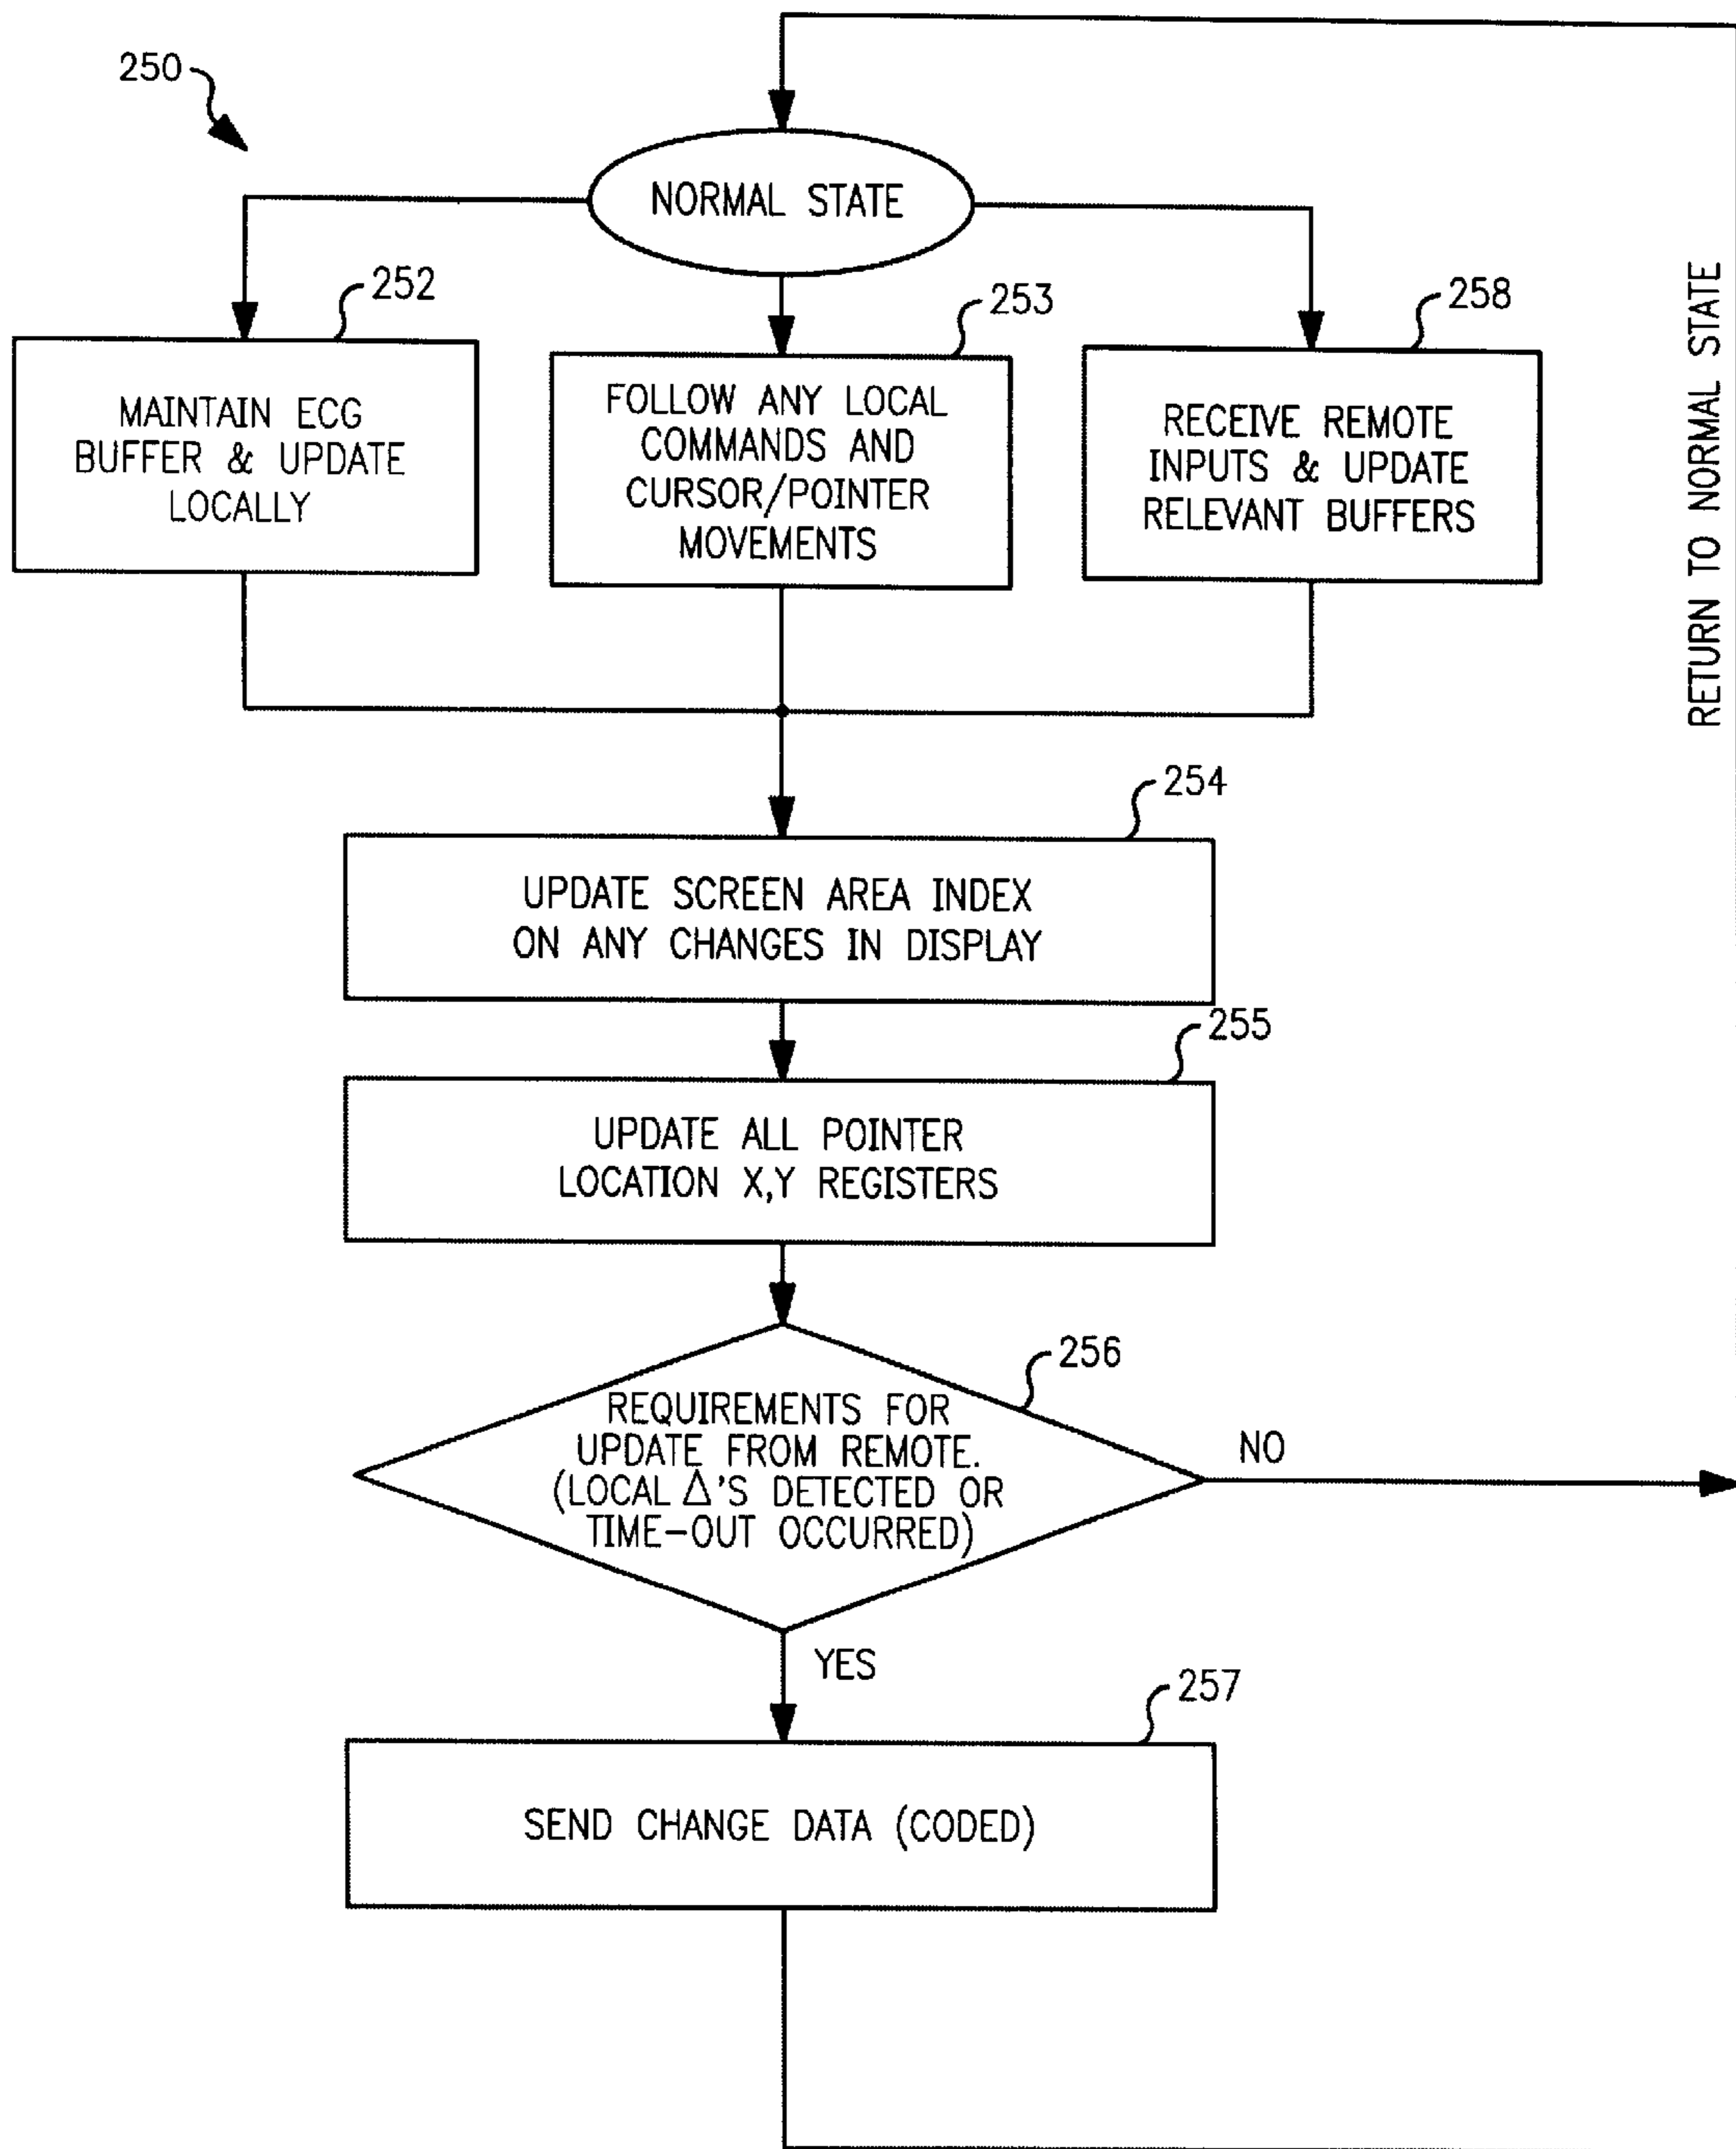 250
NORMAL STATE
252
253
258
MAINTAIN ECG
BUFFER & UPDATE
LOCALLY
FOLLOW ANY LOCAL
COMMANDS AND
CURSOR/POINTER
MOVEMENTS
RECEIVE REMOTE
INPUTS & UPDATE
RELEVANT BUFFERS
RETURN TO NORMAL STATE
254
UPDATE SCREEN AREA INDEX
ON ANY CHANGES IN DISPLAY
255
UPDATE ALL POINTER
LOCATION X,Y REGISTERS
256
REQUIREMENTS FOR
UPDATE FROM REMOTE.
(LOCAL Δ'S DETECTED OR
TIME-OUT OCCURRED)
NO
YES
257
SEND CHANGE DATA (CODED)